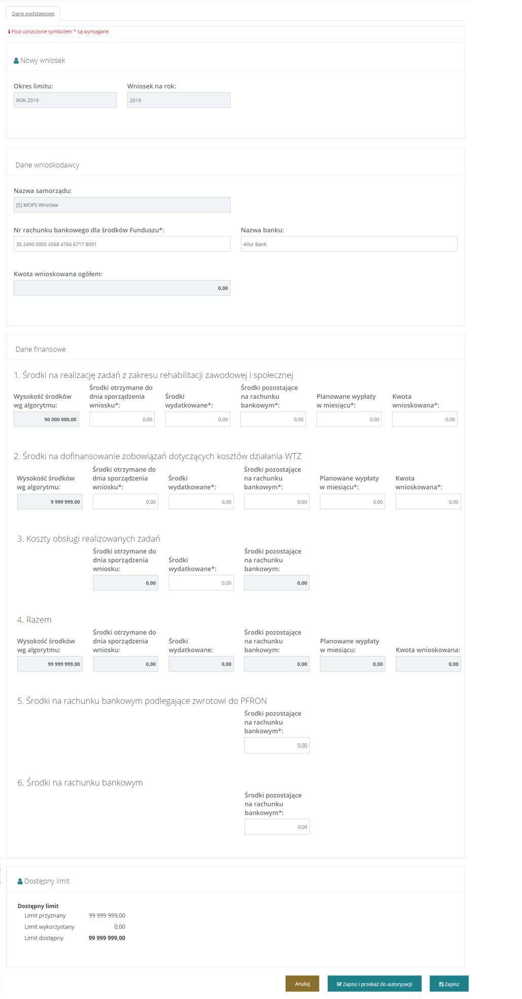 Dane podstawowe
Pola oznaczone symbolem * są wymagane.
Nowy wniosek
Okres limitu: Wniosek na rok:
ROK 2019 2019
Dane wnioskodawcy
Nazwa samorządu:
[S] MOPS Wrocław
Nr rachunku bankowego dla środków Funduszu*: Nazwa banku:
35 2490 0005 4568 4766 6717 8091 Alior Bank
Kwota wnioskowana ogółem:
0,00
Dane finansowe
1. Środki na realizację zadań z zakresu rehabilitacji zawodowej i społecznej
Wysokość środków
wg algorytmu:
Środki otrzymane do
dnia sporządzenia
wniosku*:
Środki
wydatkowane*:
Środki pozostające
na rachunku
bankowym*:
Planowane wypłaty
w miesiącu*:
Kwota
wnioskowana*:
90 000 000,00 0,00 0,00 0,00 0,00 0,00
2. Środki na dofinansowanie zobowiązań dotyczących kosztów działania WTZ
Wysokość środków
wg algorytmu:
Środki otrzymane do
dnia sporządzenia
wniosku*:
Środki
wydatkowane*:
Środki pozostające
na rachunku
bankowym*:
Planowane wypłaty
w miesiącu*:
Kwota
wnioskowana*:
9 999 999,00 0,00 0,00 0,00 0,00 0,00
3. Koszty obsługi realizowanych zadań
Środki otrzymane do
dnia sporządzenia
wniosku:
Środki
wydatkowane*:
Środki pozostające
na rachunku
bankowym:
0,00 0,00 0,00
4. Razem
Wysokość środków
wg algorytmu:
Środki otrzymane do
dnia sporządzenia
wniosku:
Środki
wydatkowane:
Środki pozostające
na rachunku
bankowym:
Planowane wypłaty
w miesiącu:
Kwota wnioskowana:
99 999 999,00 0,00 0,00 0,00 0,00 0,00
5. Środki na rachunku bankowym podlegające zwrotowi do PFRON
Środki pozostające
na rachunku
bankowym*:
0,00
6. Środki na rachunku bankowym
Środki pozostające
na rachunku
bankowym*:
0,00
Dostępny limit
Dostępny limit
Limit przyznany 99 999 999,00
Limit wykorzystany 0,00
Limit dostępny 99 999 999,00
Anuluj Zapisz i przekaż do autoryzacji Zapisz